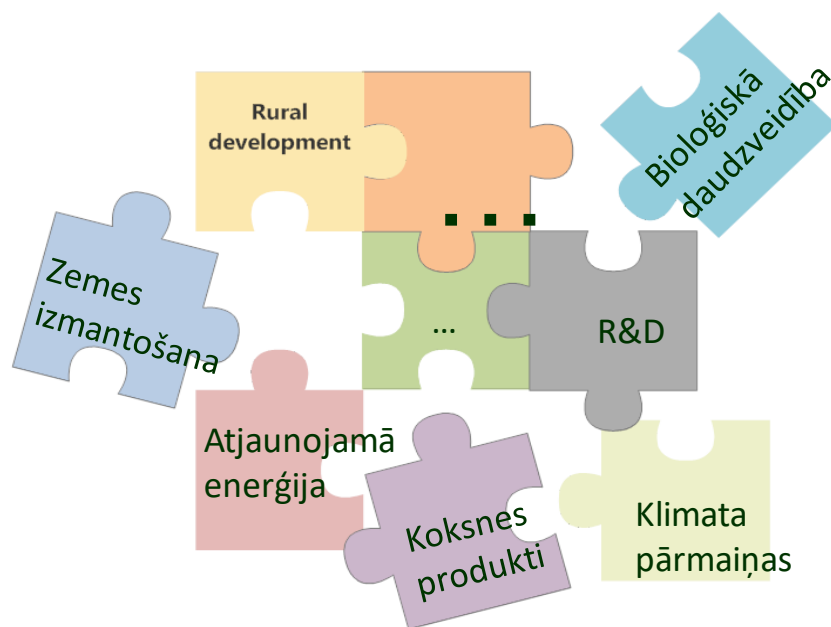 Rural
development
Bioloģiskā
daudzveidība
. . .
Zemes
izmantošana
...
R&D
Atjaunojamā
enerģija
Koksnes
produkti
Klimata
pārmaiņas